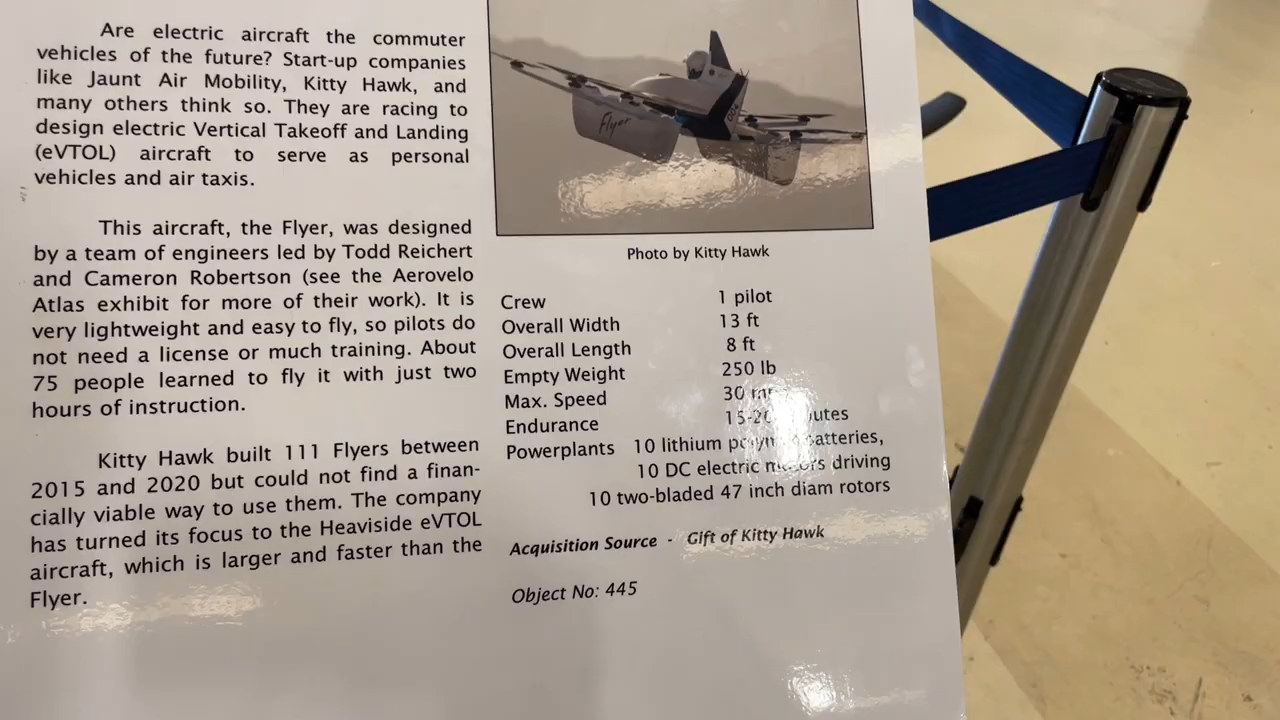 Are electric aircraft the commuter
vehicles of the future? Start-up companies
like Jaunt Air Mobility, Kitty Hawk, and
many others think so. They are racing to
design electric Vertical Takeoff and Landing
(eVTOL) aircraft to serve as personal
vehicles and air taxis.
This aircraft, the Flyer, was designed
by a team of engineers led by Todd Reichert
and Cameron Robertson (see the Aerovelo
Atlas exhibit for more of their work). It is
very lightweight and easy to fly, so pilots do
not need a license or much training. About
75 people learned to fly it with just two
hours of instruction.
Kitty Hawk built 111 Flyers between
2015 and 2020 but could not find a finan-
cially viable way to use them. The company
has turned its focus to the Heaviside eVTOL
aircraft, which is larger and faster than the
Flyer.
Flyer
004
Photo by Kitty Hawk
Crew 1 pilot
Overall Width 13 ft
Overall Length 8 ft
Empty Weight 250 lb
Max. Speed 30
Endurance
Powerplants 10 lithium polymer batteries,
10 DC electric motors driving
10 two-bladed 47 inch diam rotors
Acquisition Source - Gift of Kitty Hawk
Object No: 445